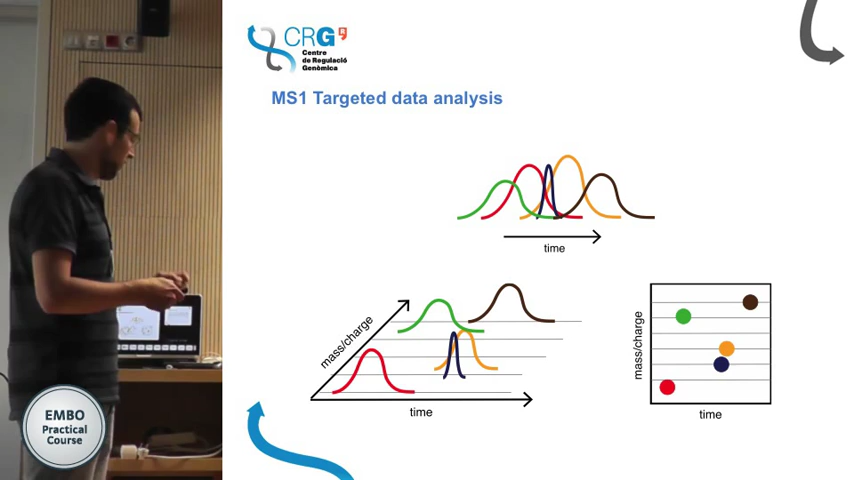 CRG
R
Centre
de Regulació
Genòmica
MS1 Targeted data analysis
time
mass/charge
time
mass/charge
time
EMBO
Practical
Course